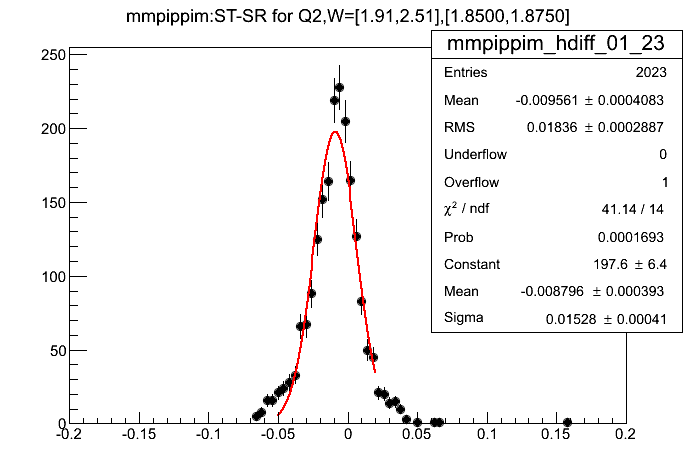 mmpippim:ST-SR for Q2,W=[1.91,2.51],[1.8500,1.8750]
mmpippim_hdiff_01_23
Entries 2023
Mean -0.009561 ± 0.0004083
RMS 0.01836 ± 0.0002887
Underflow 0
Overflow 1
χ² / ndf 41.14 / 14
Prob 0.0001693
Constant 197.6 ± 6.4
Mean -0.008796 ± 0.000393
Sigma 0.01528 ± 0.00041
250
200
150
100
50
0
-0.2 -0.15 -0.1 -0.05 0 0.05 0.1 0.15 0.2